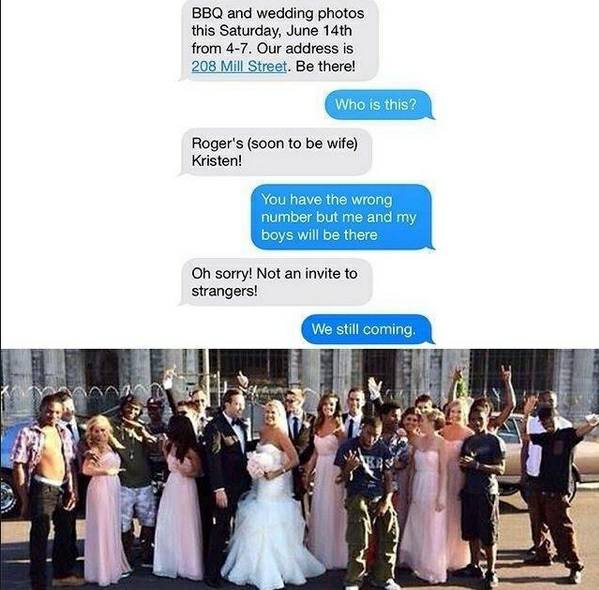 BBQ and wedding photos
this Saturday, June 14th
from 4-7. Our address is
208 Mill Street. Be there!
Who is this?
Roger's (soon to be wife)
Kristen!
You have the wrong
number but me and my
boys will be there
Oh sorry! Not an invite to
strangers!
We still coming.